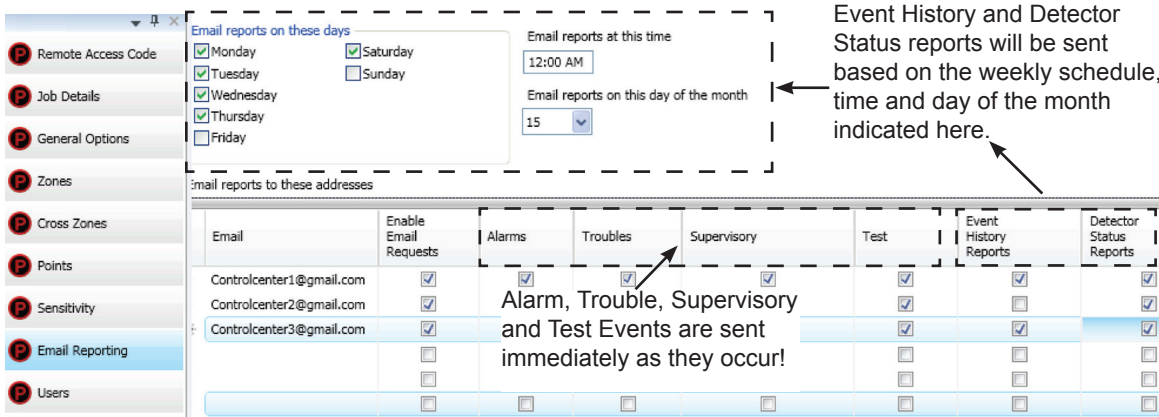 Remote Access Code
Job Details
General Options
Zones
Cross Zones
Points
Sensitivity
Email Reporting
Users
Email reports on these days
Monday
Tuesday
Wednesday
Thursday
Friday
Saturday
Sunday
Email reports at this time
12:00 AM
Email reports on this day of the month
15
Event History and Detector
Status reports will be sent
based on the weekly schedule,
time and day of the month
indicated here.
Email reports to these addresses
Email
Enable
Email
Requests
Alarms
Troubles
Supervisory
Test
Event
History
Reports
Detector
Status
Reports
Controlcenter1@gmail.com
Controlcenter2@gmail.com
Controlcenter3@gmail.com
Alarm, Trouble, Supervisory
and Test Events are sent
immediately as they occur!